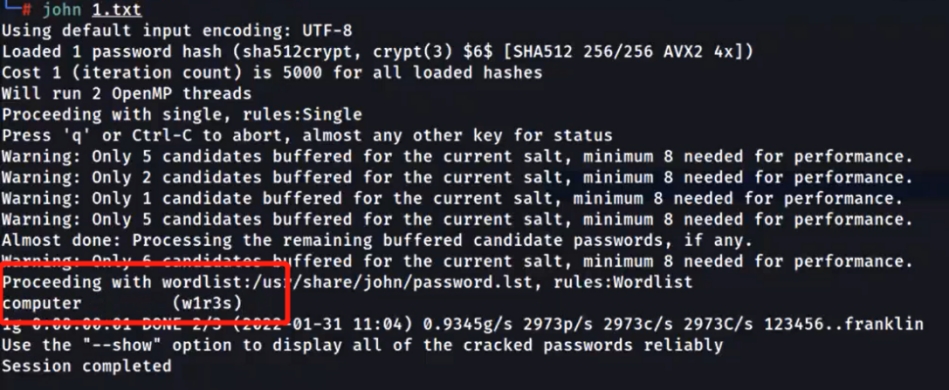 # john 1.txt
Using default input encoding: UTF-8
Loaded 1 password hash (sha512crypt, crypt(3) $6$ [SHA512 256/256 AVX2 4x])
Cost 1 (iteration count) is 5000 for all loaded hashes
Will run 2 OpenMP threads
Proceeding with single, rules:Single
Press 'q' or Ctrl-C to abort, almost any other key for status
Warning: Only 5 candidates buffered for the current salt, minimum 8 needed for performance.
Warning: Only 2 candidates buffered for the current salt, minimum 8 needed for performance.
Warning: Only 1 candidate buffered for the current salt, minimum 8 needed for performance.
Warning: Only 5 candidates buffered for the current salt, minimum 8 needed for performance.
Almost done: Processing the remaining buffered candidate passwords, if any.
Warning: Only 6 candidates buffered for the current salt, minimum 8 needed for performance.
Proceeding with wordlist:/usr/share/john/password.lst, rules:Wordlist
computer (w1r3s)
1g 0:00:00:01 DONE 2/3 (2022-01-31 11:04) 0.9345g/s 2973p/s 2973c/s 2973C/s 123456..franklin
Use the "--show" option to display all of the cracked passwords reliably
Session completed